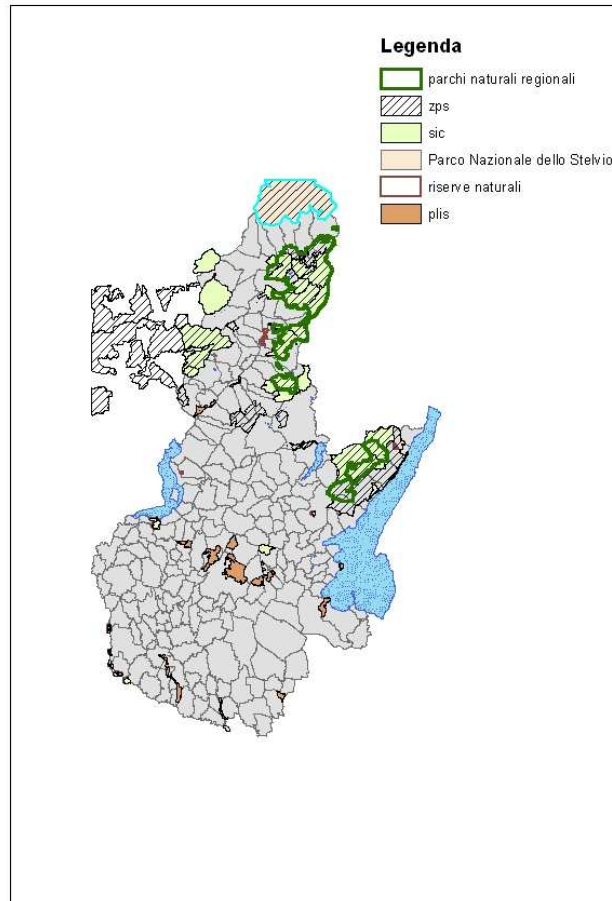 Legenda
parchi naturali regionali
zps
sic
Parco Nazionale dello Stelvio
riserve naturali
plis